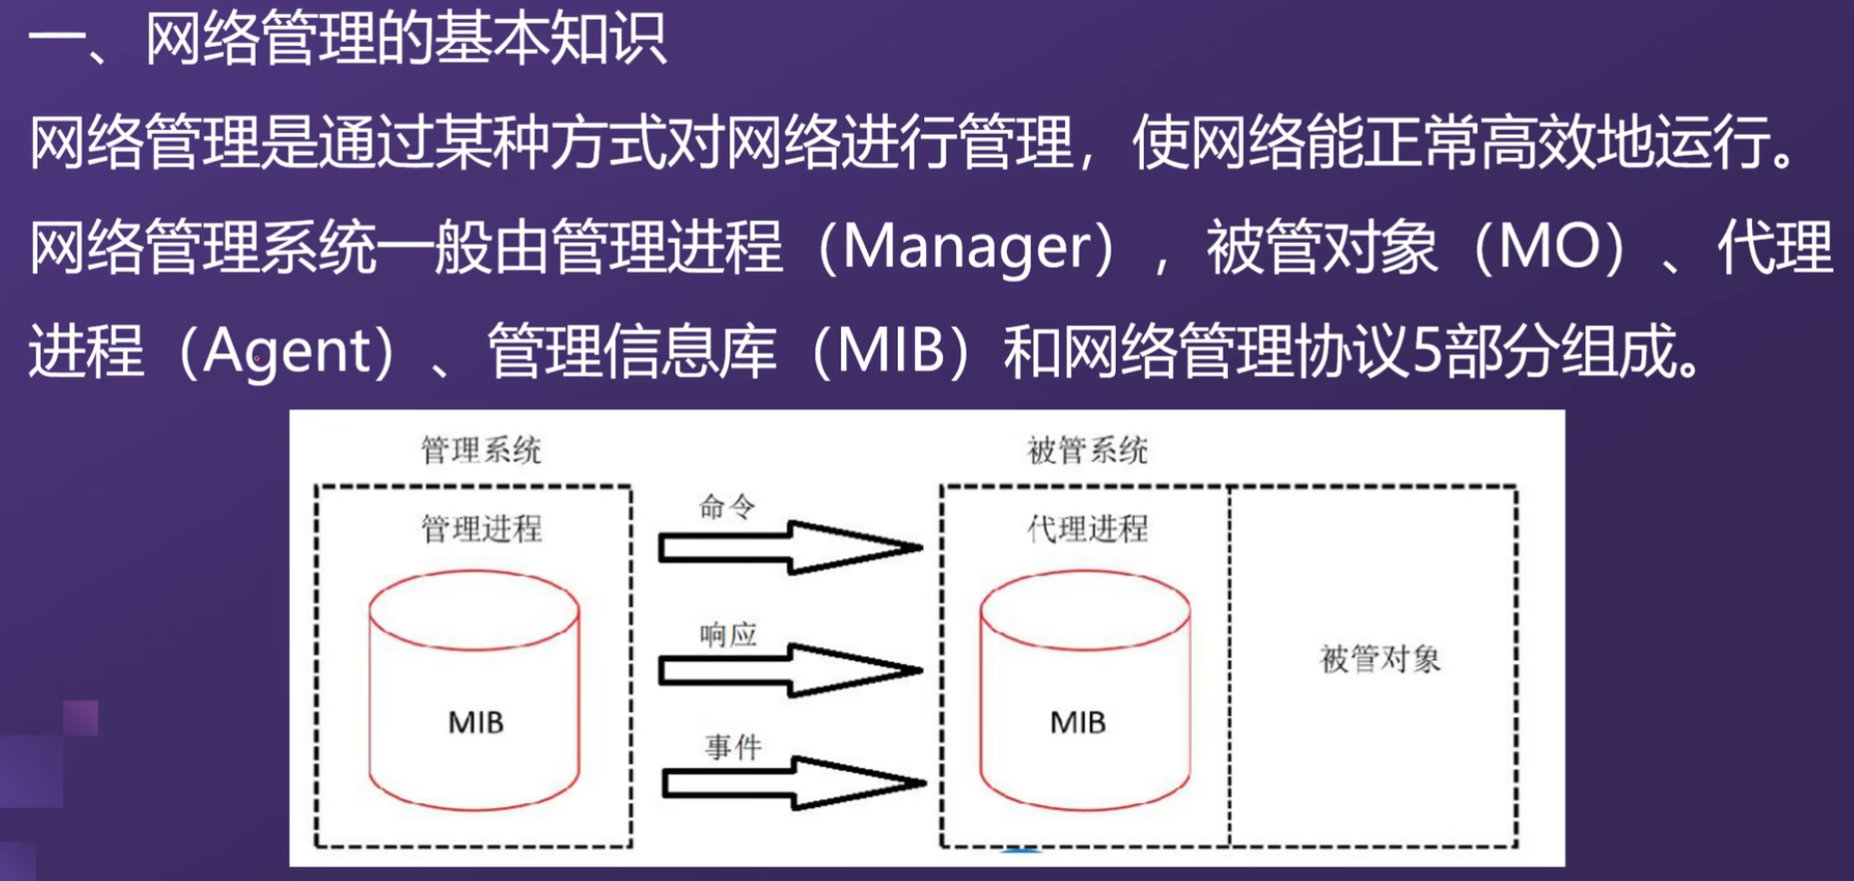 一、网络管理的基本知识
网络管理是通过某种方式对网络进行管理，使网络能正常高效地运行。
网络管理系统一般由管理进程（Manager），被管对象（MO）、代理
进程（Agent）、管理信息库（MIB）和网络管理协议5部分组成。
管理系统
被管系统
命令
管理进程
代理进程
响应
被管对象
MIB
MIB
事件